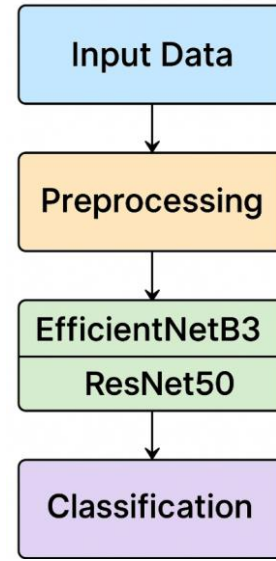 Input Data
Preprocessing
EfficientNetB3
ResNet50
Classification